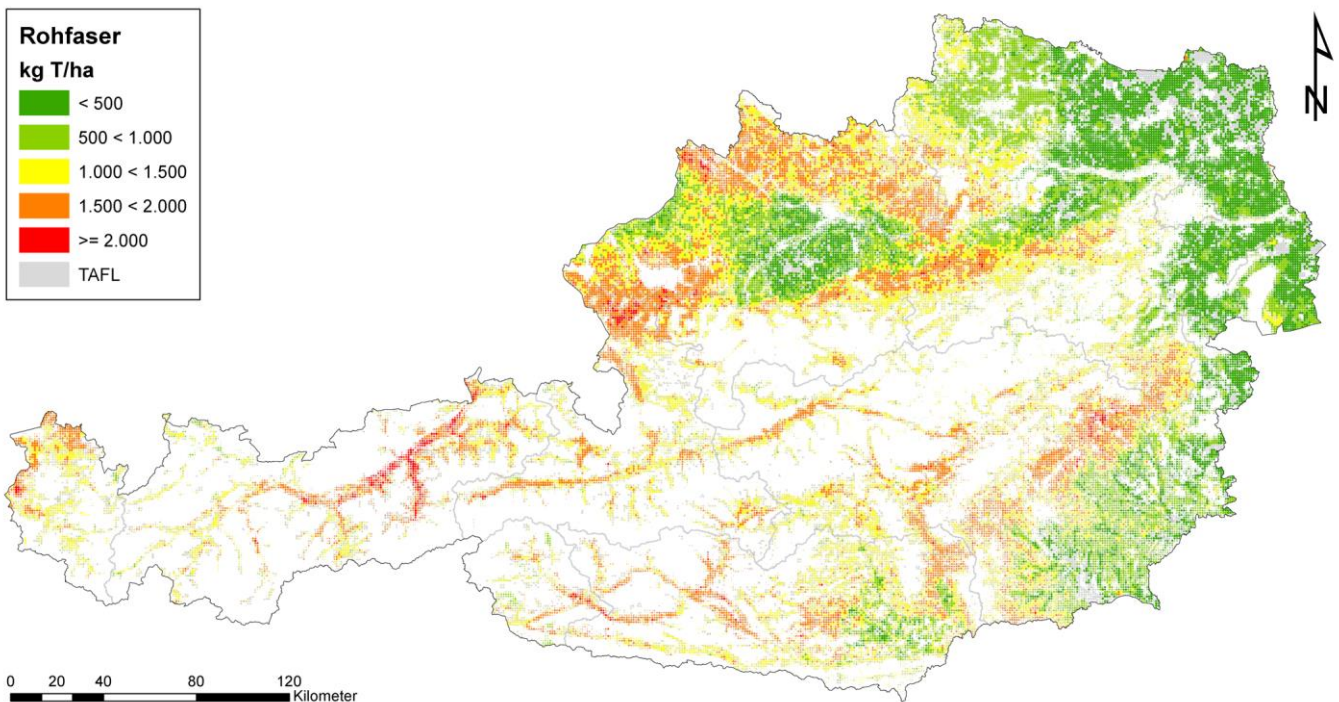 Rohfaser
kg T/ha
< 500
500 < 1.000
1.000 < 1.500
1.500 < 2.000
>= 2.000
TAFL
N
0 20 40 80 120
Kilometer